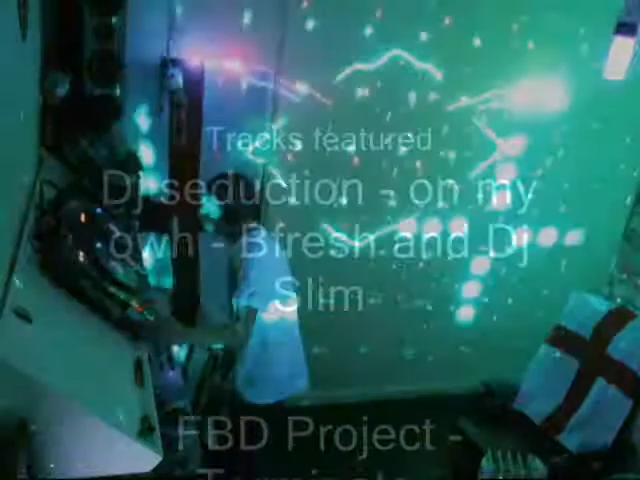 Tracks featured
Dj seduction - on my
own - Bfresh and Dj
Slim
FBD Project -